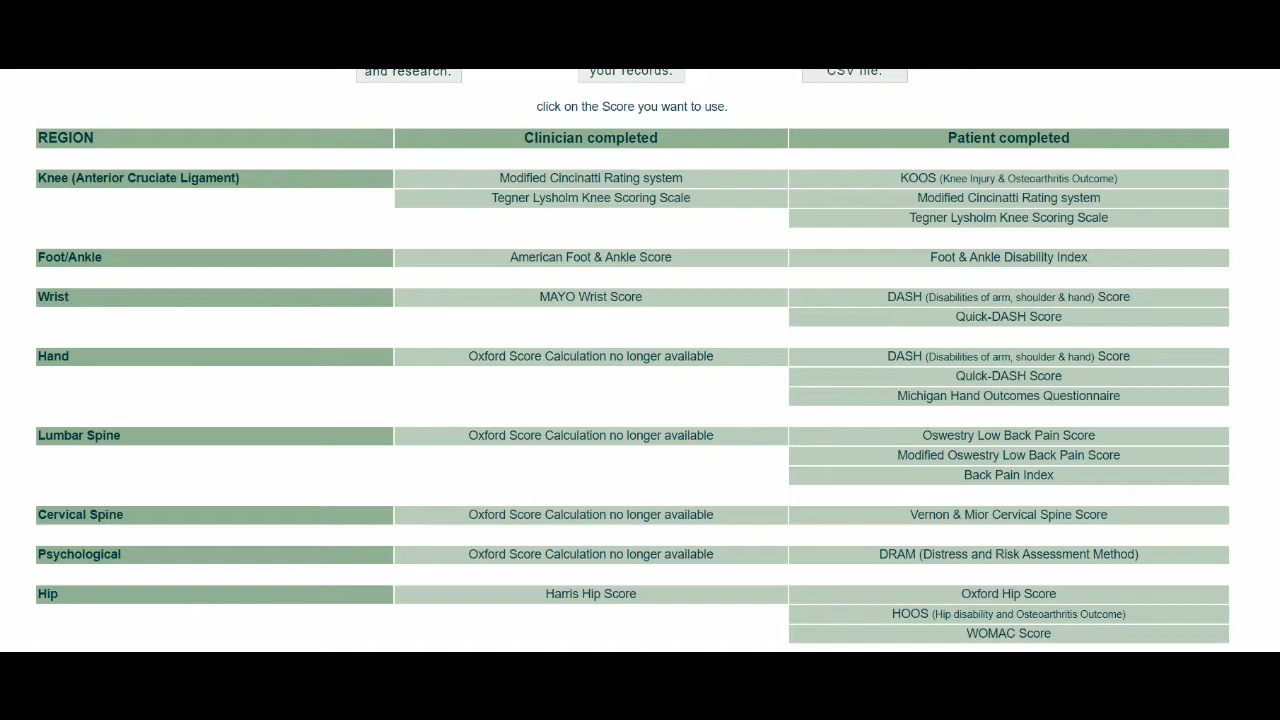 and research.
your records.
CSV file.
click on the Score you want to use.
REGION Clinician completed Patient completed
Knee (Anterior Cruciate Ligament) Modified Cincinatti Rating system KOOS (Knee Injury & Osteoarthritis Outcome)
Tegner Lysholm Knee Scoring Scale Modified Cincinatti Rating system
Tegner Lysholm Knee Scoring Scale
Foot/Ankle American Foot & Ankle Score Foot & Ankle Disability Index
Wrist MAYO Wrist Score DASH (Disabilities of arm, shoulder & hand) Score
Quick-DASH Score
Hand Oxford Score Calculation no longer available DASH (Disabilities of arm, shoulder & hand) Score
Quick-DASH Score
Michigan Hand Outcomes Questionnaire
Lumbar Spine Oxford Score Calculation no longer available Oswestry Low Back Pain Score
Modified Oswestry Low Back Pain Score
Back Pain Index
Cervical Spine Oxford Score Calculation no longer available Vernon & Mior Cervical Spine Score
Psychological Oxford Score Calculation no longer available DRAM (Distress and Risk Assessment Method)
Hip Harris Hip Score Oxford Hip Score
HOOS (Hip disability and Osteoarthritis Outcome)
WOMAC Score